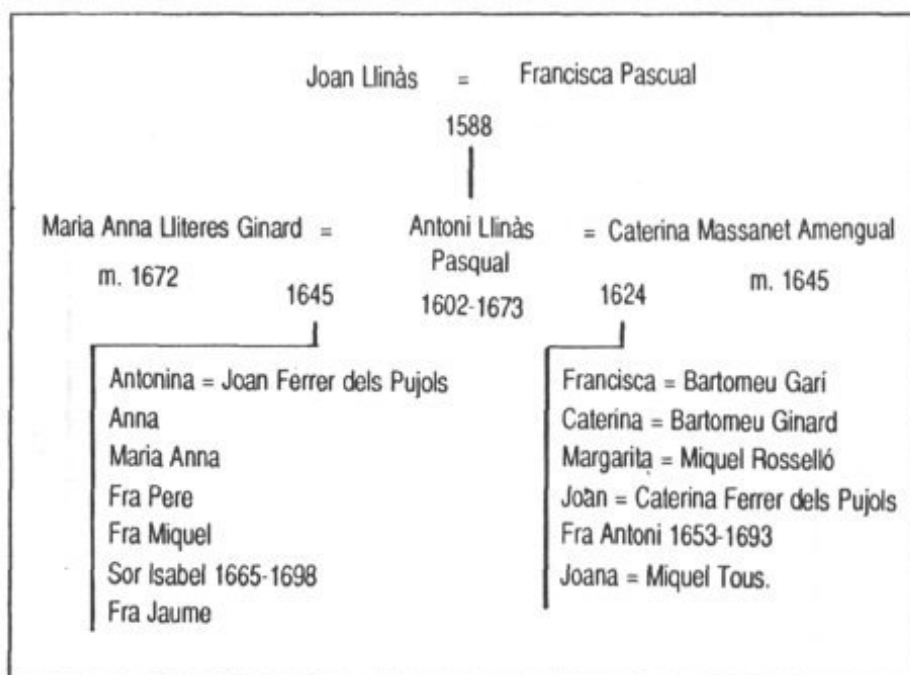 Joan Llinàs = Francisca Pascual
1588
Maria Anna Lliteres Ginard = Antoni Llinàs Pasqual = Caterina Massanet Amengual
m. 1672 1645 1602-1673 1624 m. 1645
Antonina = Joan Ferrer dels Pujols
Anna
Maria Anna
Fra Pere
Fra Miquel
Sor Isabel 1665-1698
Fra Jaume
Francisca = Bartomeu Garí
Caterina = Bartomeu Ginard
Margarita = Miquel Rosselló
Joàn = Caterina Ferrer dels Pujols
Fra Antoni 1653-1693
Joana = Miquel Tous.